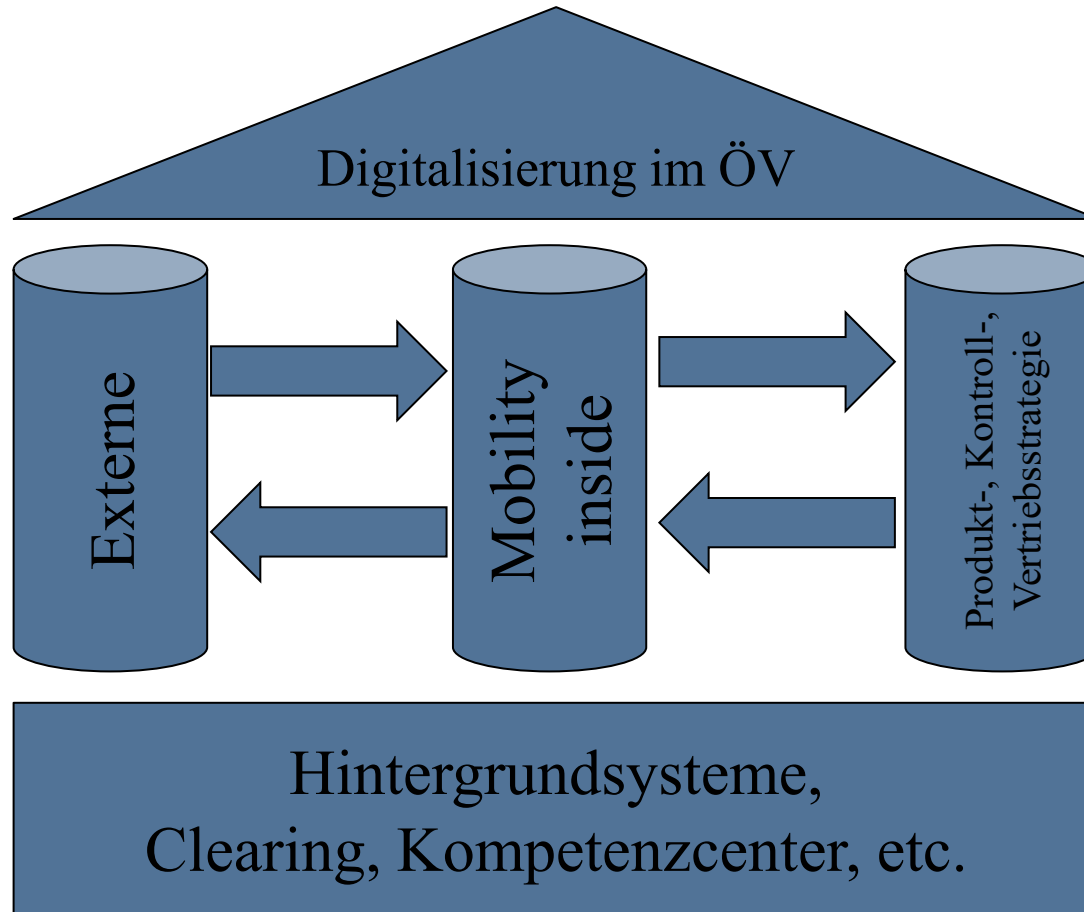 Digitalisierung im ÖV
Externe
Mobility
inside
Produkt-, Kontroll-,
Vertriebsstrategie
Hintergrundsysteme,
Clearing, Kompetenzcenter, etc.